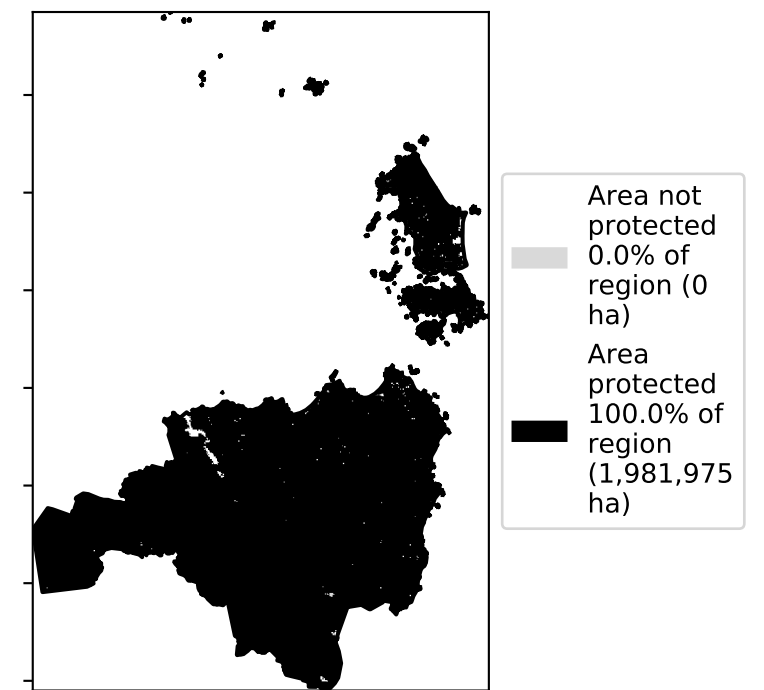 Area not
protected
0.0% of
region (0
ha)
Area
protected
100.0% of
region
(1,981,975
ha)